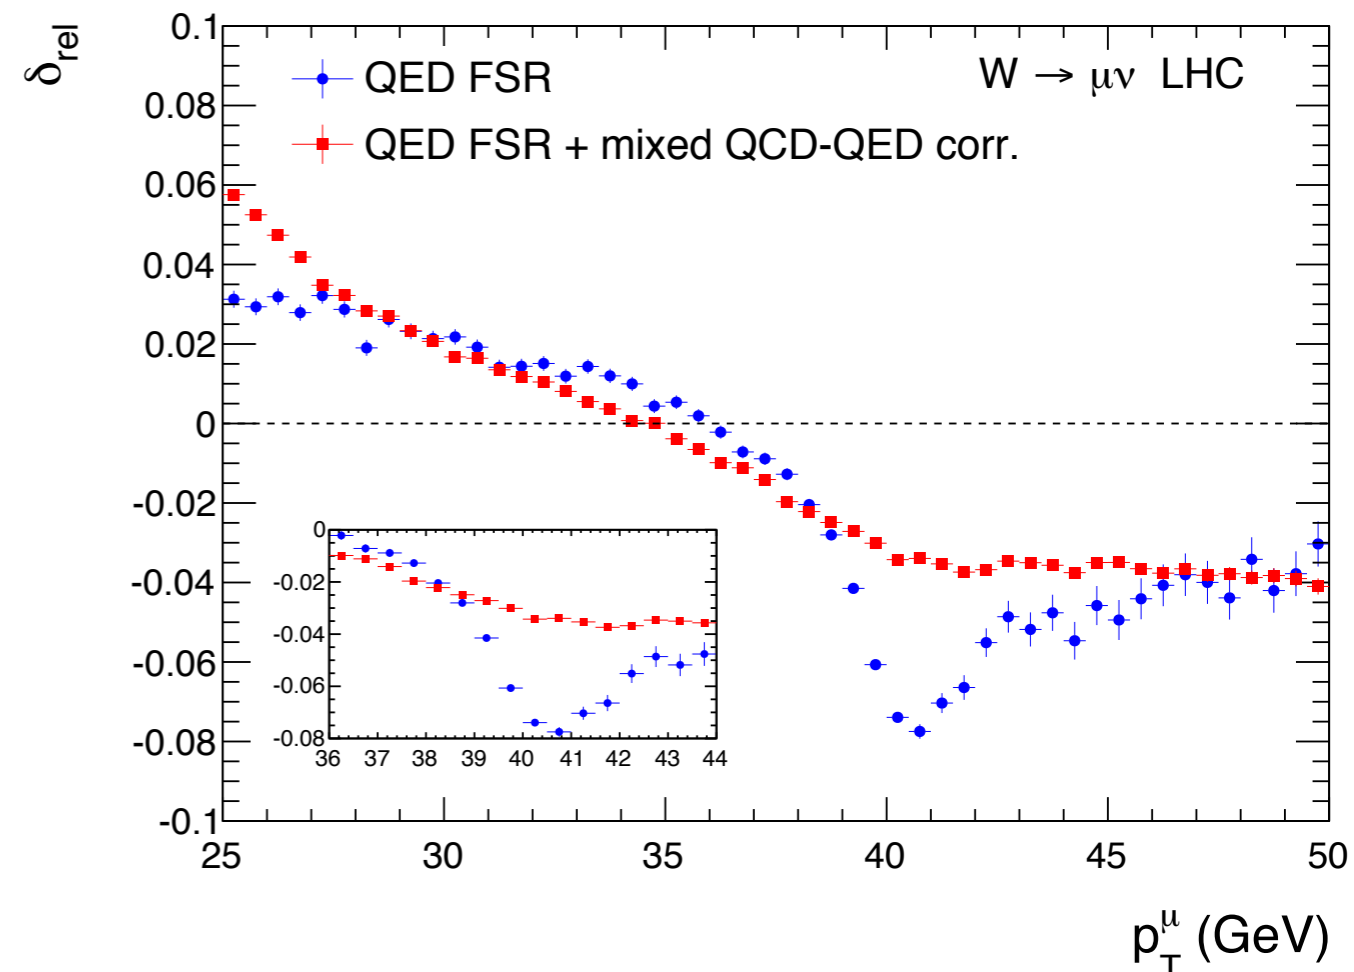 δrel
0.1
0.08
0.06
0.04
0.02
0
-0.02
-0.04
-0.06
-0.08
-0.1
QED FSR
QED FSR + mixed QCD-QED corr.
W → μν LHC
0
-0.02
-0.04
-0.06
-0.08
36 37 38 39 40 41 42 43 44
25 30 35 40 45 50
p_T^μ (GeV)